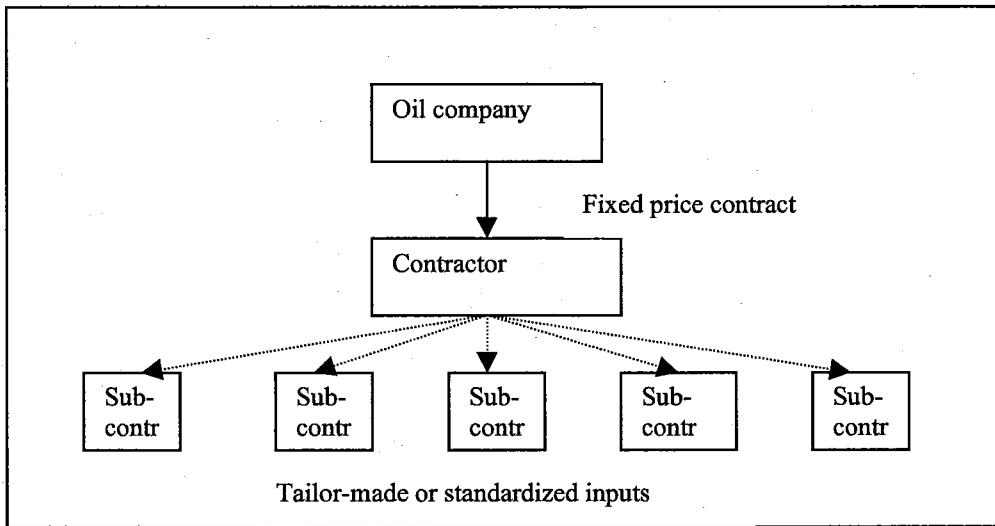 Oil company
Fixed price contract
Contractor
Sub-
contr
Sub-
contr
Sub-
contr
Sub-
contr
Sub-
contr
Tailor-made or standardized inputs